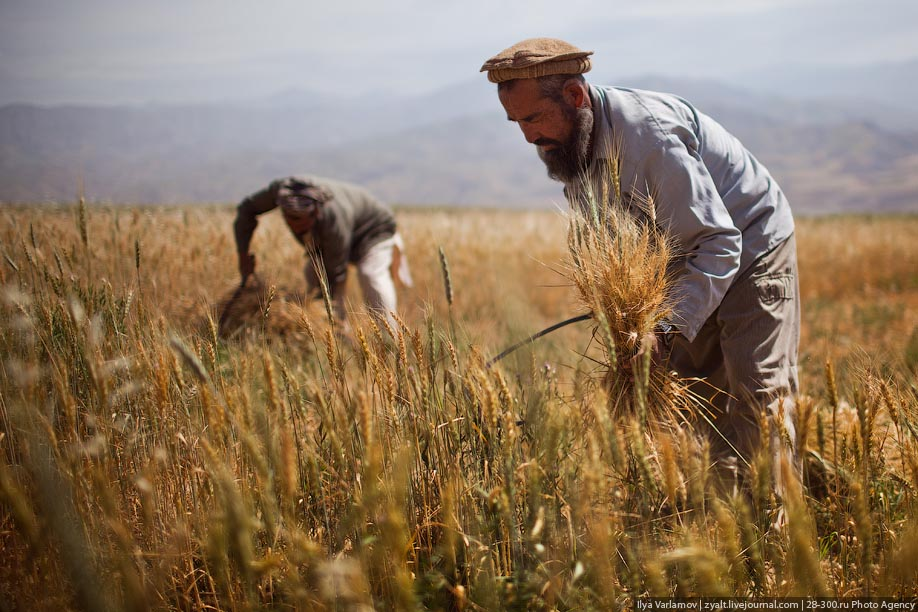 Ilya Varlamov | zyalt.livejournal.com | 28-300.ru Photo Agency